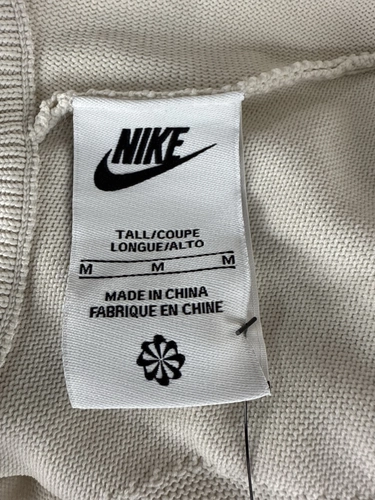 NIKE
TALL/COUPE
LONGUE/ALTO
M M M
MADE IN CHINA
FABRIQUE EN CHINE